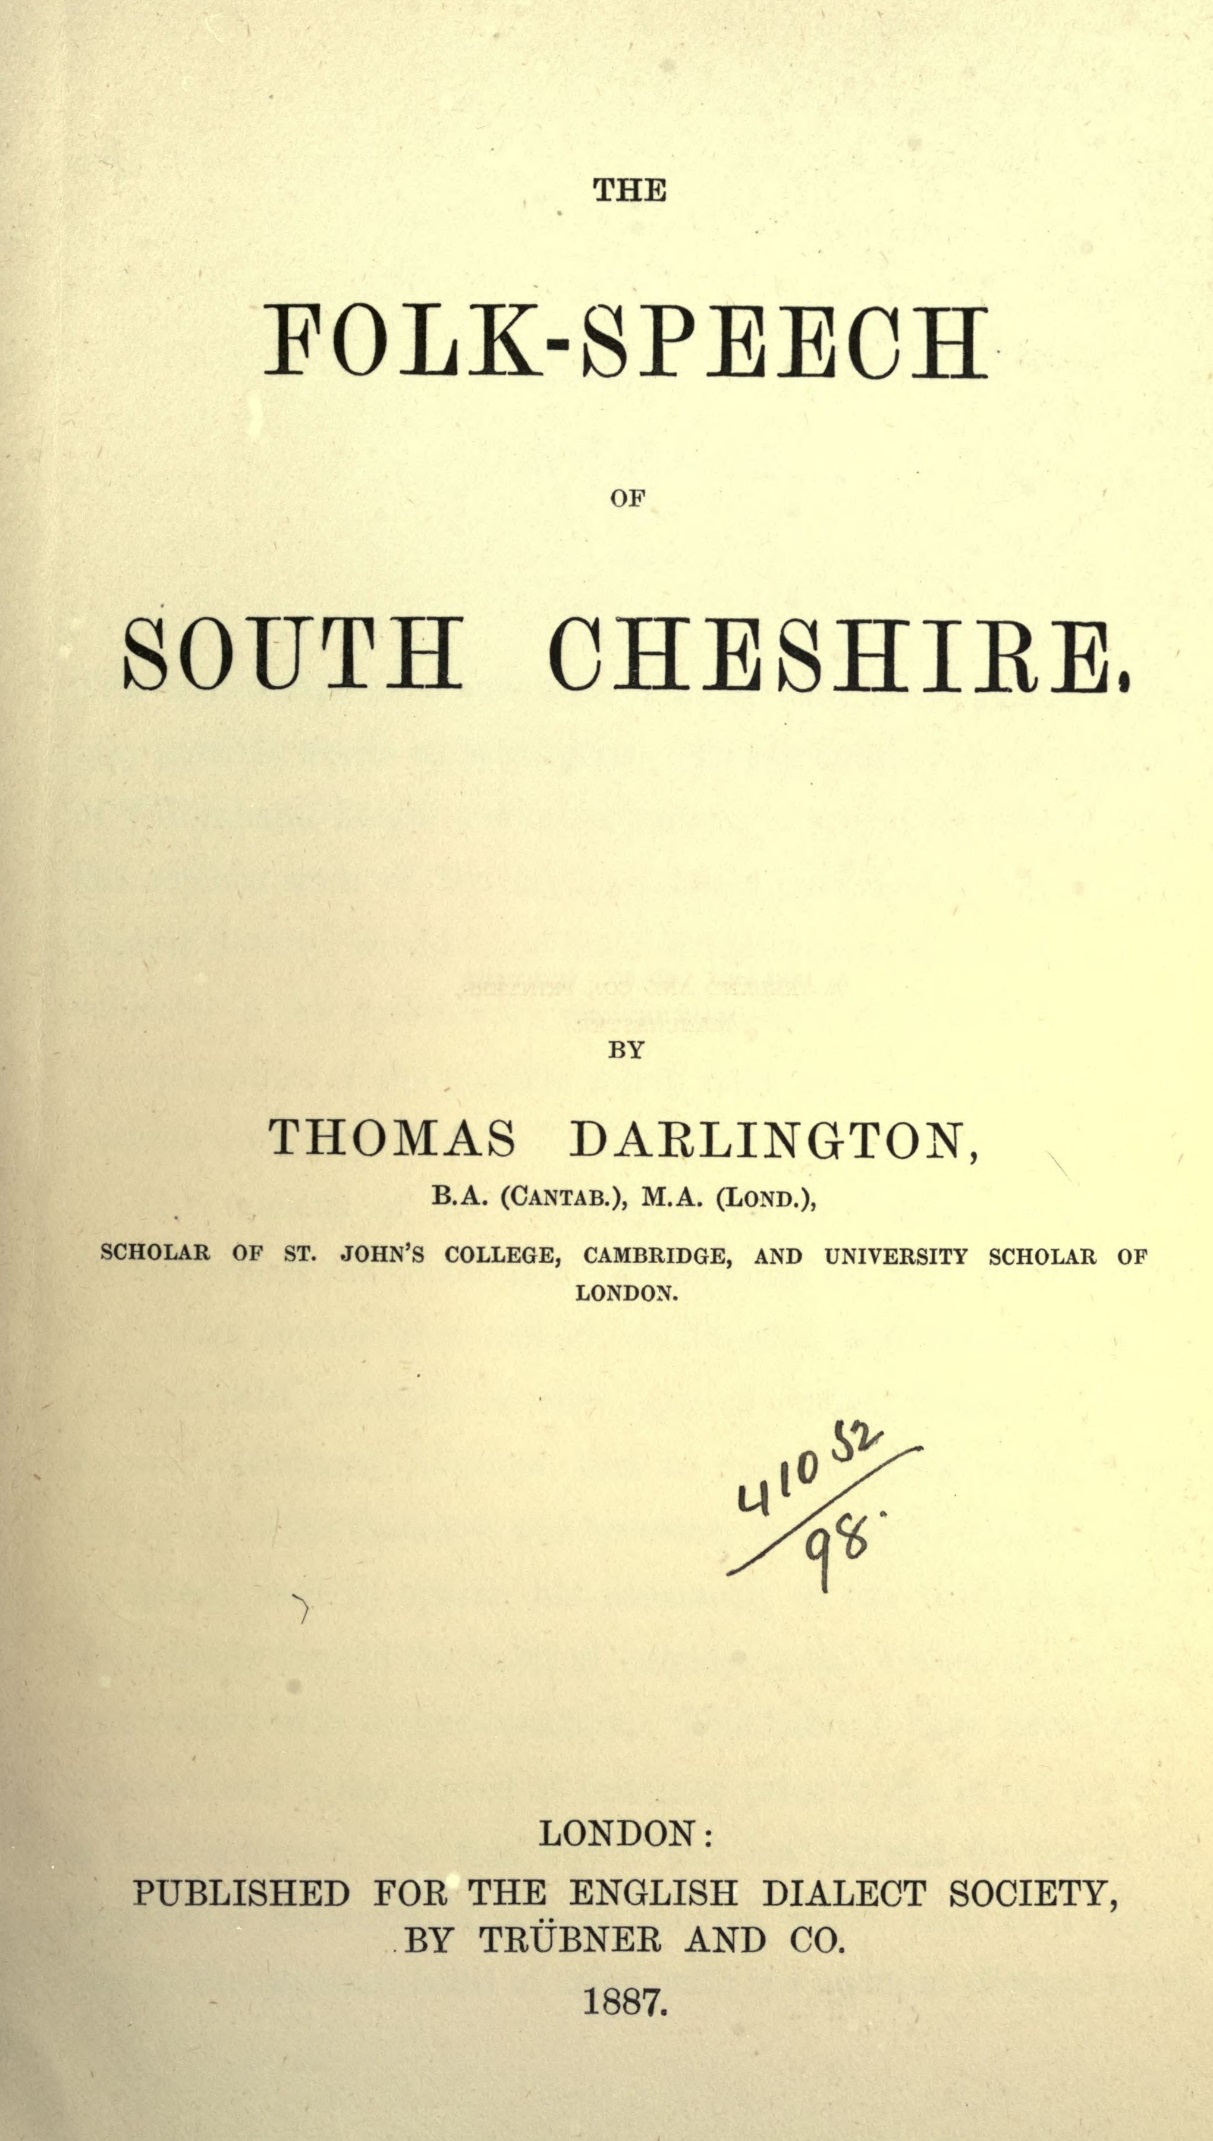 THE
FOLK-SPEECH
OF
SOUTH CHESHIRE.
BY
THOMAS DARLINGTON,
B.A. (CANTAB.), M.A. (LOND.),
SCHOLAR OF ST. JOHN'S COLLEGE, CAMBRIDGE, AND UNIVERSITY SCHOLAR OF
LONDON.
41052
98.
LONDON:
PUBLISHED FOR THE ENGLISH DIALECT SOCIETY,
BY TRÜBNER AND CO.
1887.